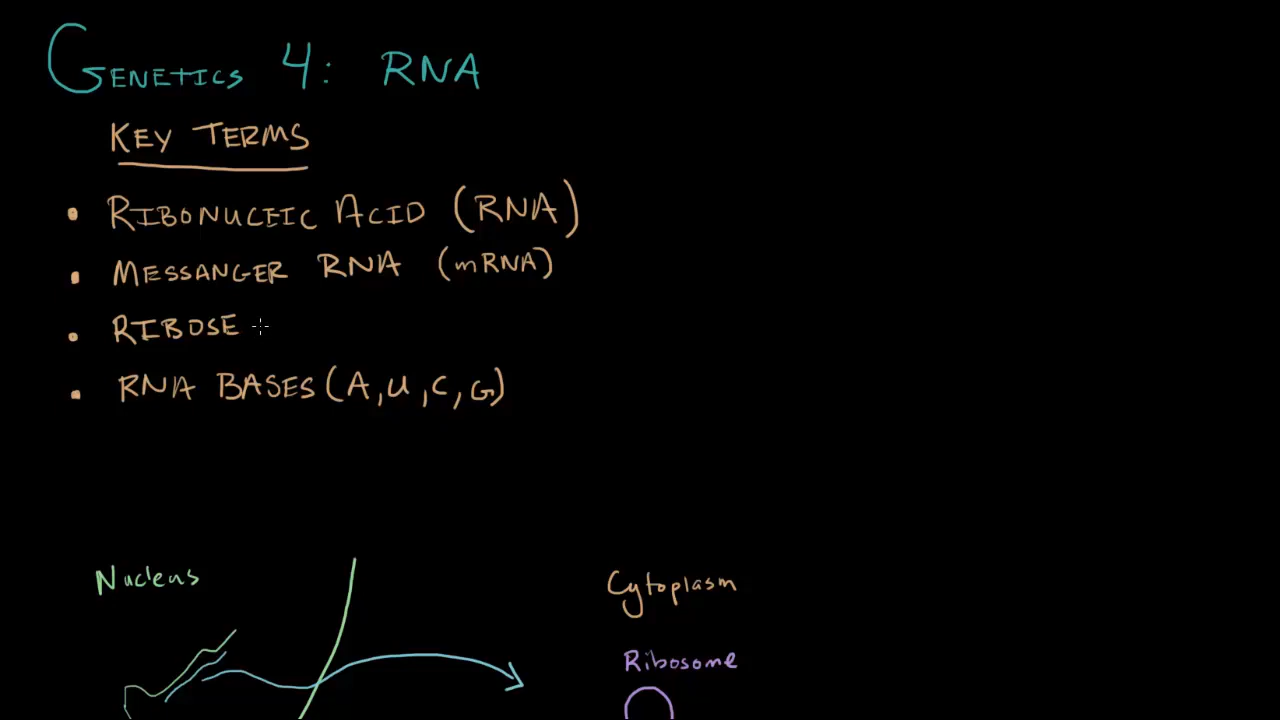 GENETICS 4: RNA
KEY TERMS
• RIBONUCLEIC ACID (RNA)
• MESSANGER RNA (mRNA)
• RIBOSE
• RNA BASES (A, U, C, G)
Nucleus
Cytoplasm
Ribosome